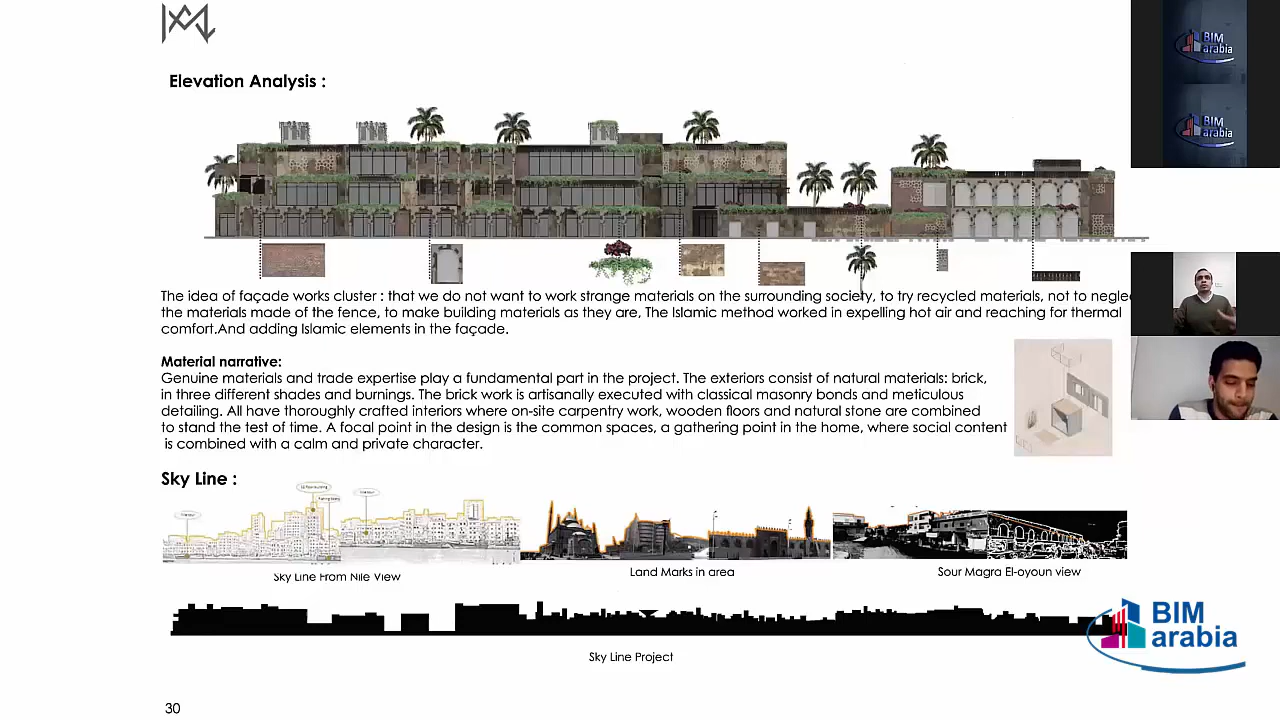 Elevation Analysis :
BIM
arabia
BIM
arabia
The idea of façade works cluster : that we do not want to work strange materials on the surrounding society, to try recycled materials, not to negle
the materials made of the fence, to make building materials as they are, The Islamic method worked in expelling hot air and reaching for thermal
comfort.And adding Islamic elements in the façade.
Material narrative:
Genuine materials and trade expertise play a fundamental part in the project. The exteriors consist of natural materials: brick,
in three different shades and burnings. The brick work is artisanally executed with classical masonry bonds and meticulous
detailing. All have thoroughly crafted interiors where on-site carpentry work, wooden floors and natural stone are combined
to stand the test of time. A focal point in the design is the common spaces, a gathering point in the home, where social content
is combined with a calm and private character.
Sky Line :
Sky Line From Nile View
Land Marks in area
Sour Magra El-oyoun view
BIM
arabia
Sky Line Project
30